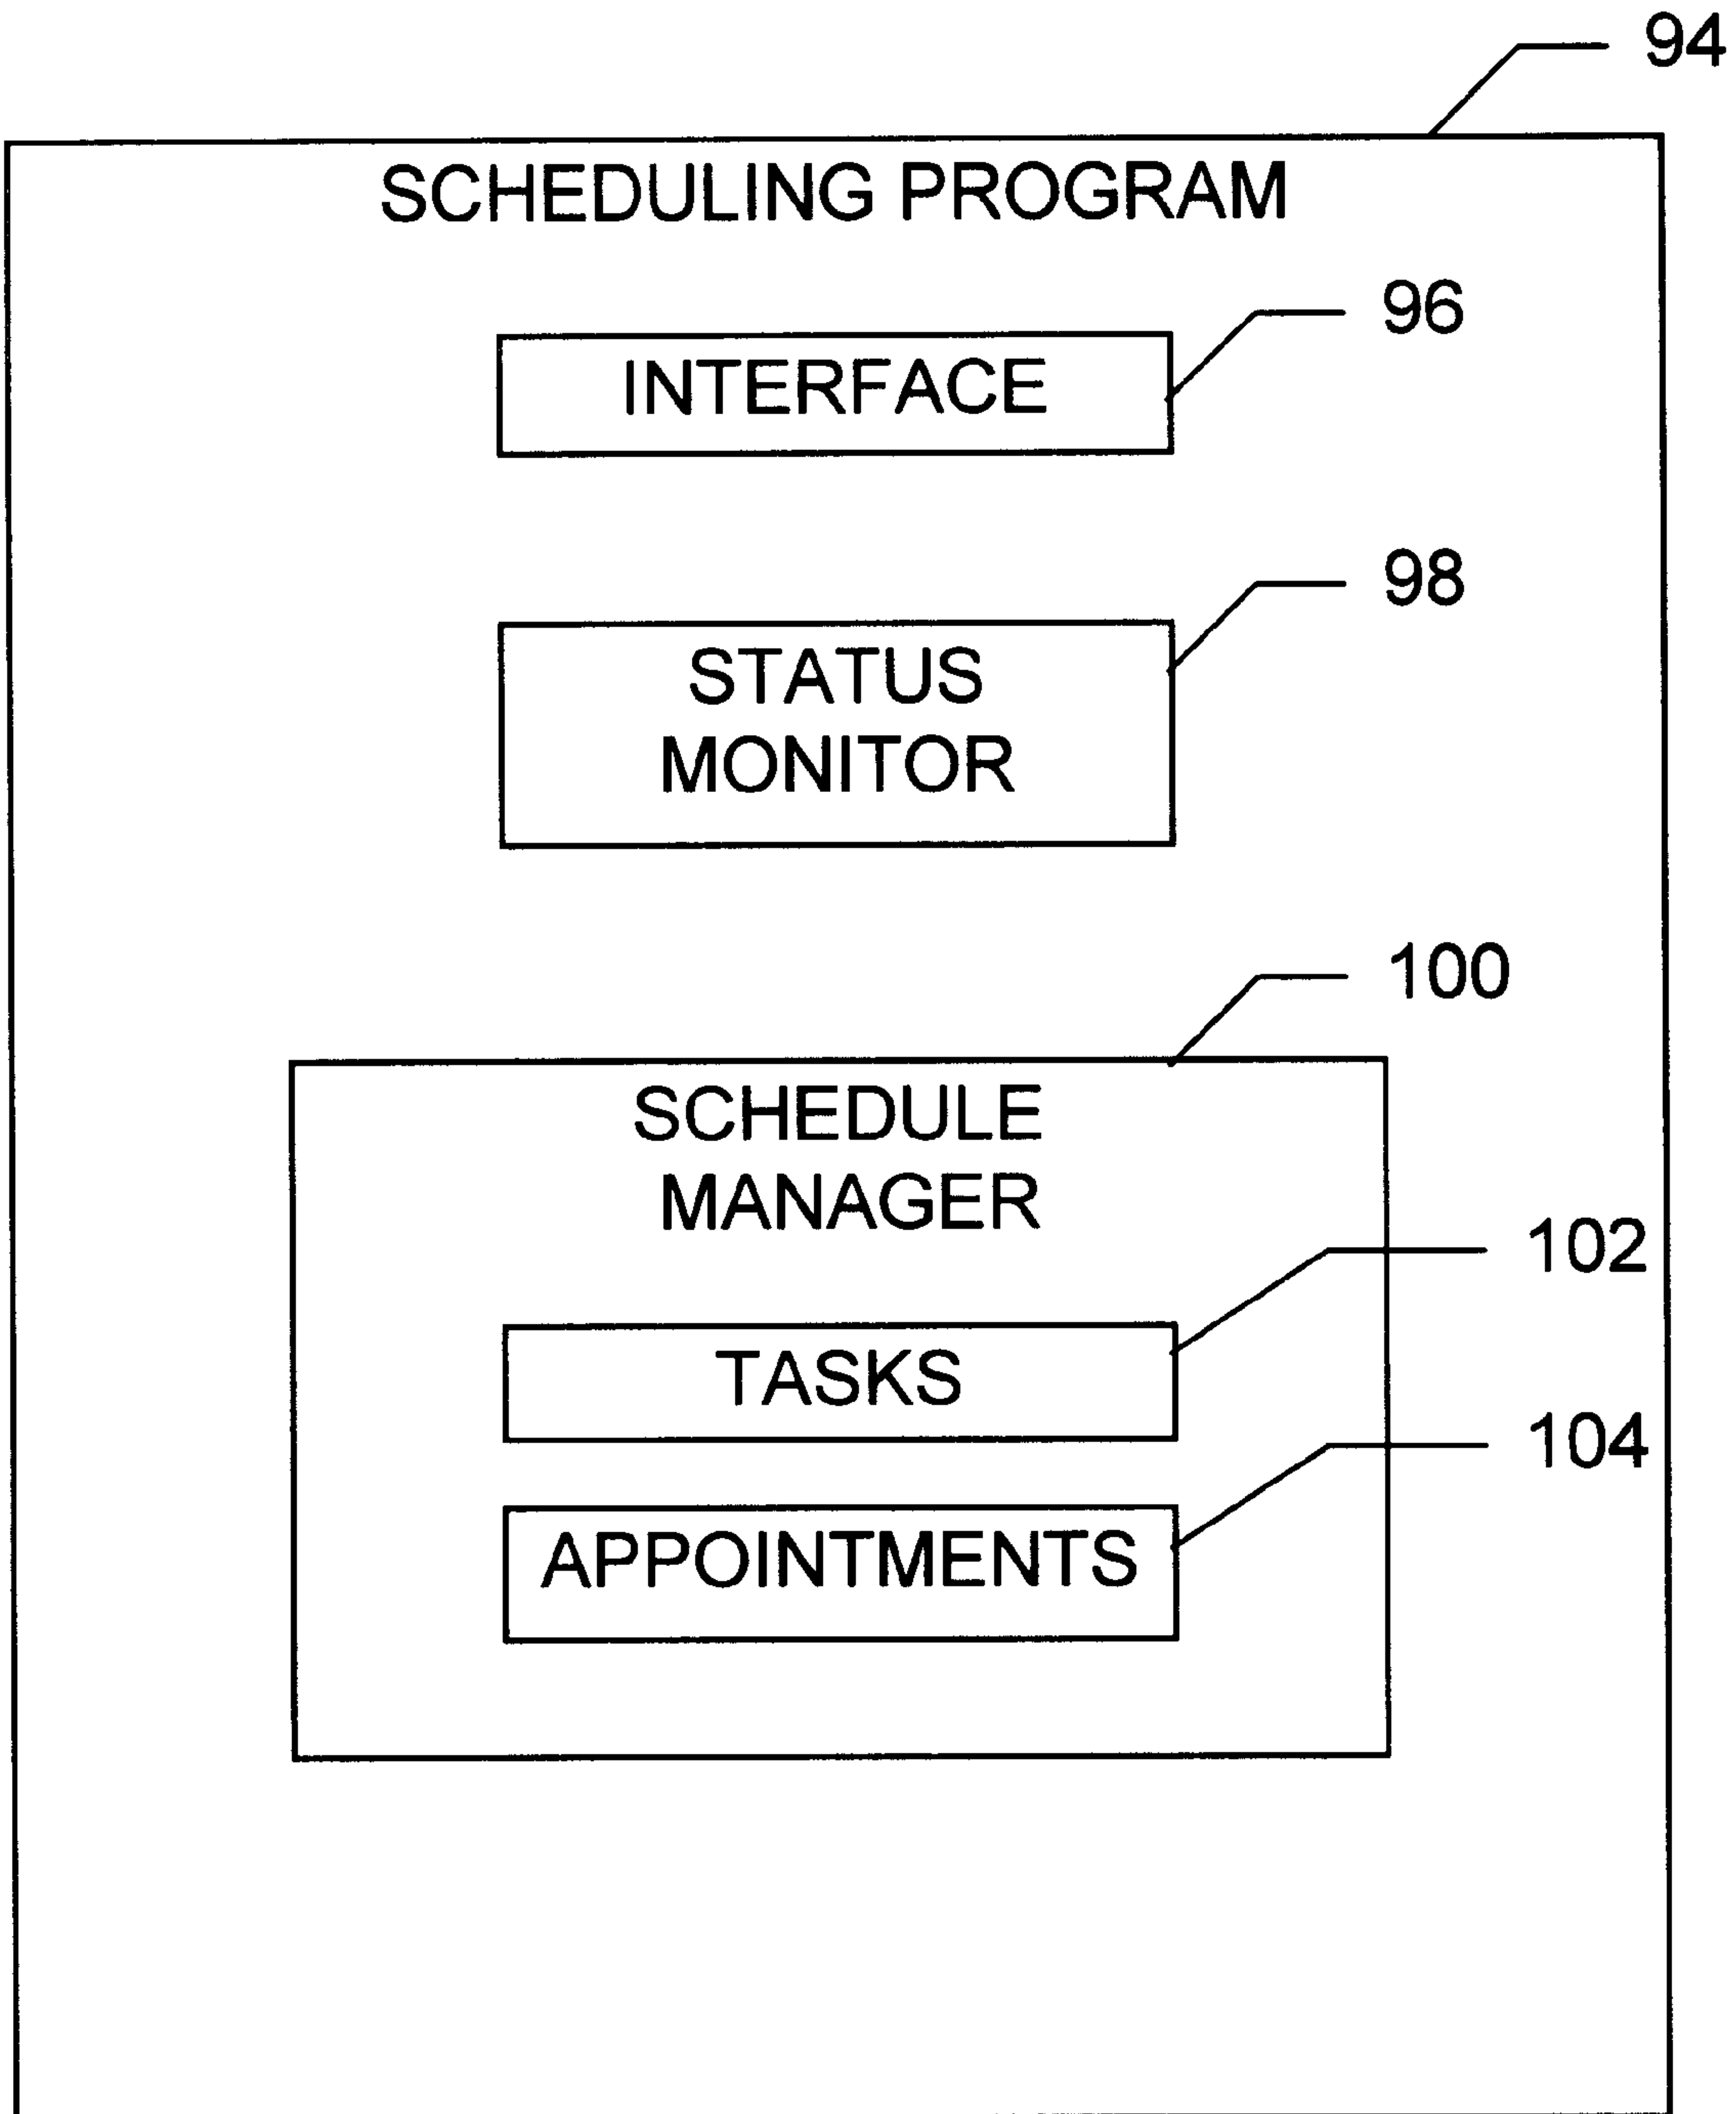 94
SCHEDULING PROGRAM
96
INTERFACE
98
STATUS
MONITOR
100
SCHEDULE
MANAGER
102
TASKS
104
APPOINTMENTS